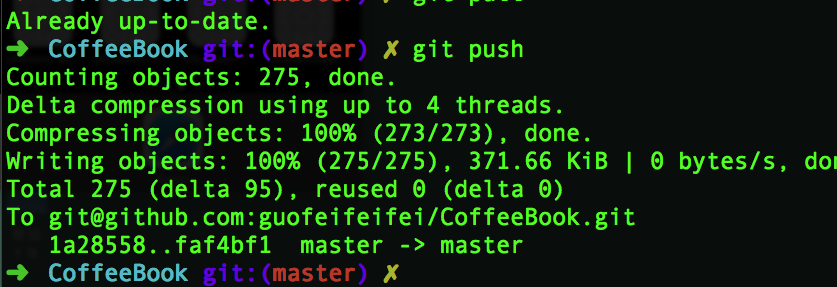 Already up-to-date.
➜ CoffeeBook git:(master) ✗ git push
Counting objects: 275, done.
Delta compression using up to 4 threads.
Compressing objects: 100% (273/273), done.
Writing objects: 100% (275/275), 371.66 KiB | 0 bytes/s, do
Total 275 (delta 95), reused 0 (delta 0)
To git@github.com:guofeifeifei/CoffeeBook.git
1a28558..faf4bf1 master -> master
➜ CoffeeBook git:(master) ✗